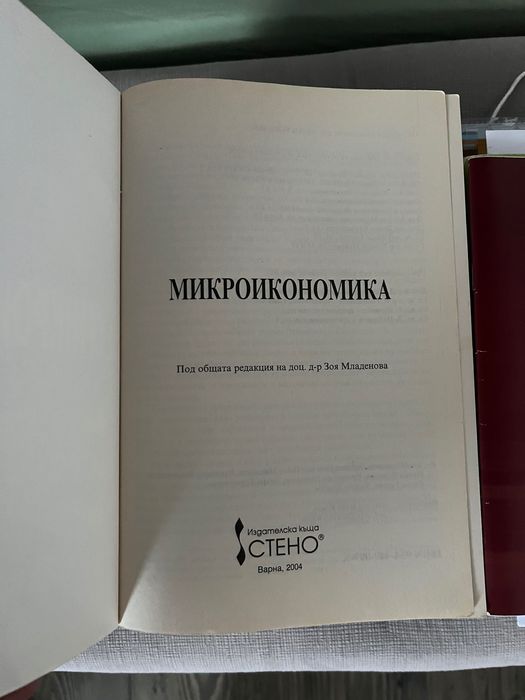 МИКРОИКОНОМИКА
Под общата редакция на доц. д-р Зоя Младенова
Издателска къща
СТЕНО®
Варна, 2004